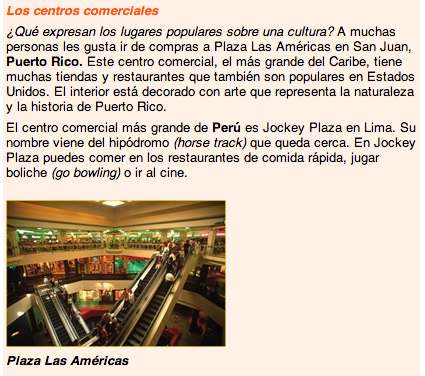 Los centros comerciales
¿Qué expresan los lugares populares sobre una cultura? A muchas
personas les gusta ir de compras a Plaza Las Américas en San Juan,
Puerto Rico. Este centro comercial, el más grande del Caribe, tiene
muchas tiendas y restaurantes que también son populares en Estados
Unidos. El interior está decorado con arte que representa la naturaleza
y la historia de Puerto Rico.
El centro comercial más grande de Perú es Jockey Plaza en Lima. Su
nombre viene del hipódromo (horse track) que queda cerca. En Jockey
Plaza puedes comer en los restaurantes de comida rápida, jugar
boliche (go bowling) o ir al cine.
Plaza Las Américas